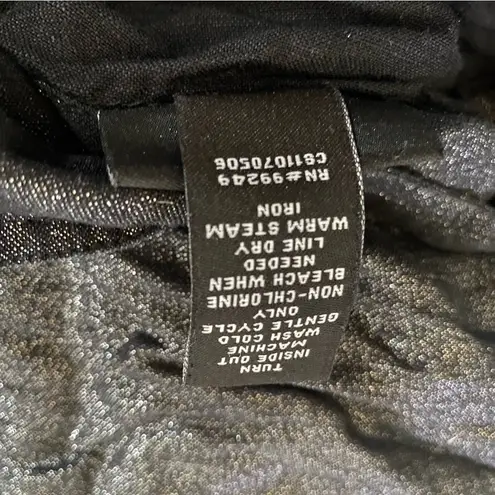 TURN
INSIDE OUT
MACHINE
WASH COLD
GENTLE CYCLE
ONLY
NON-CHLORINE
BLEACH WHEN
NEEDED
LINE DRY
WARM STEAM
IRON
RN#99249
CS11070506